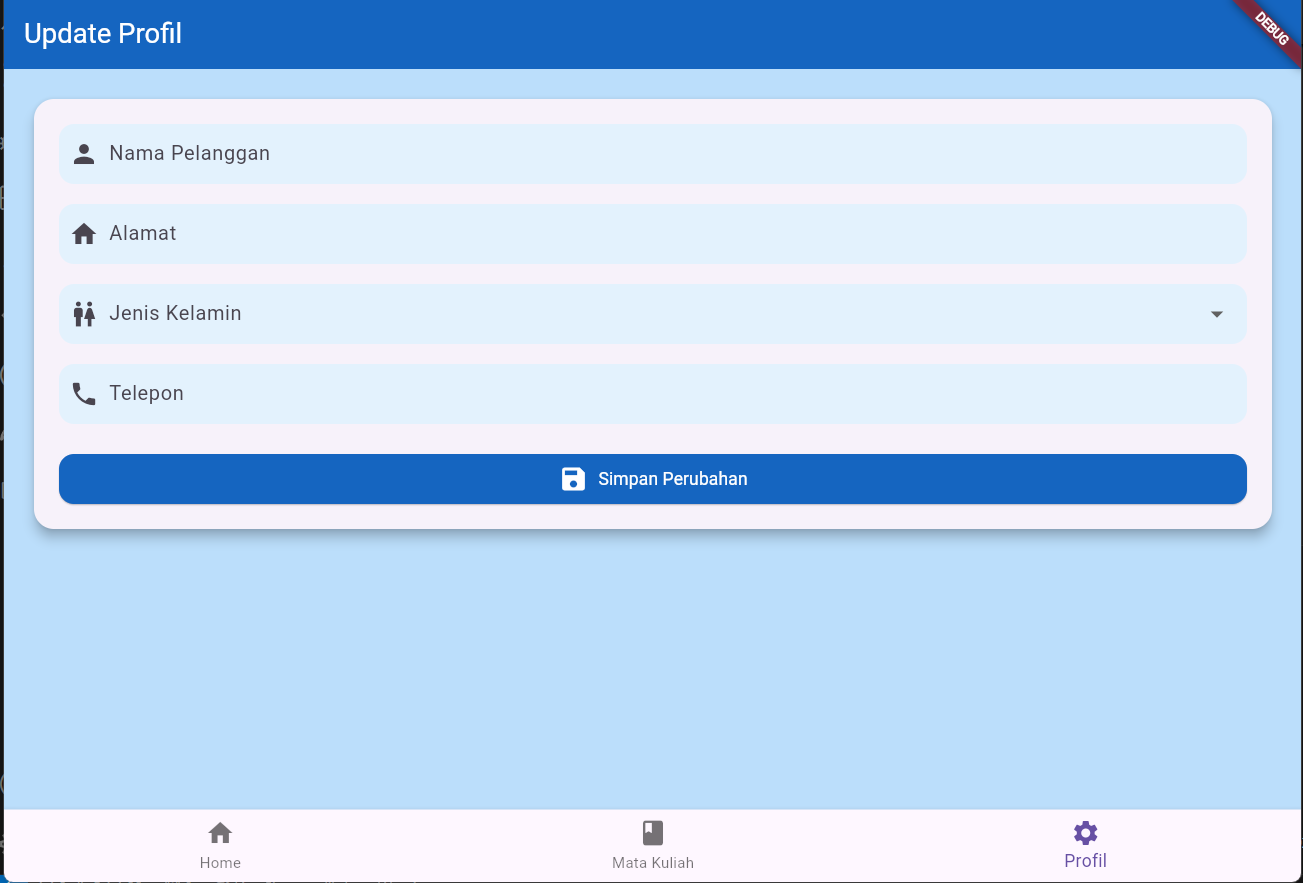 Update Profil
DEBUG
Nama Pelanggan
Alamat
Jenis Kelamin
Telepon
Simpan Perubahan
Home
Mata Kuliah
Profil